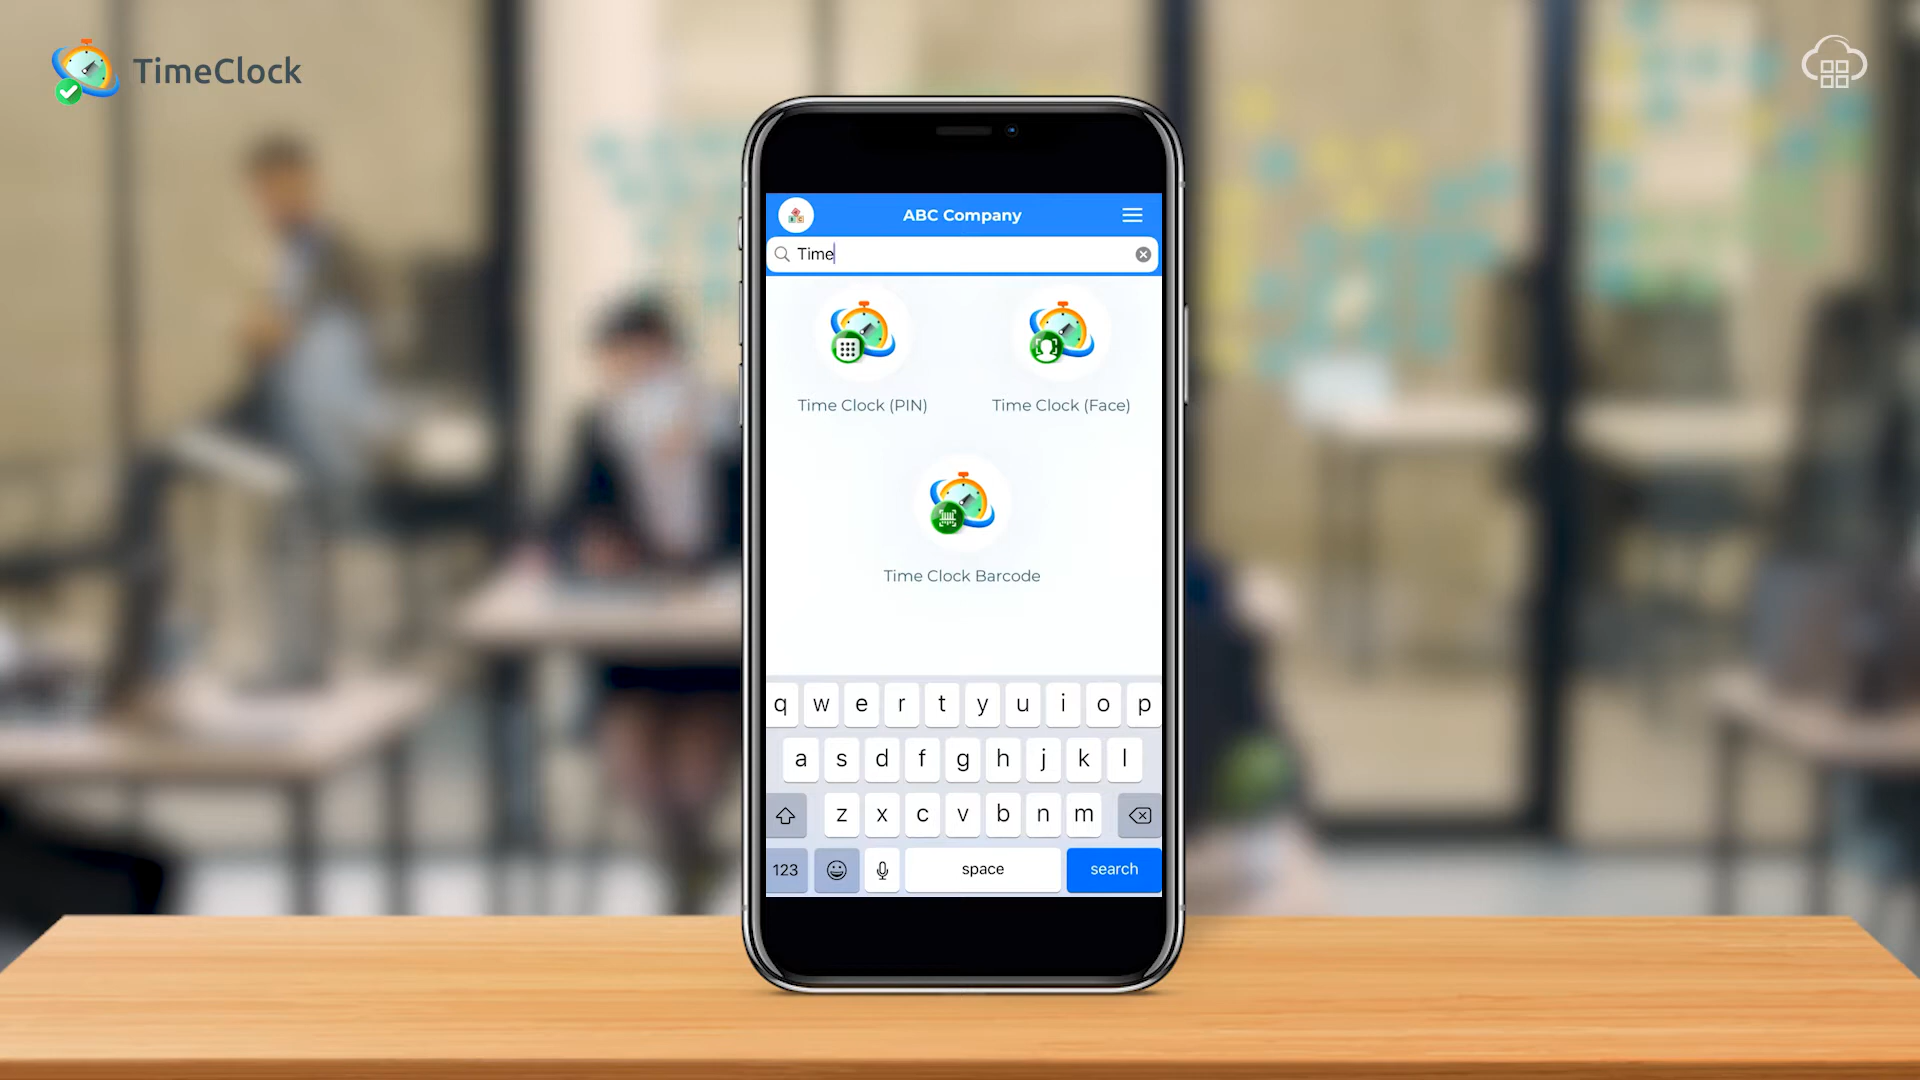 TimeClock
ABC Company
Time
Time Clock (PIN)
Time Clock (Face)
Time Clock Barcode
q w e r t y u i o p
a s d f g h j k l
z x c v b n m
123 space search